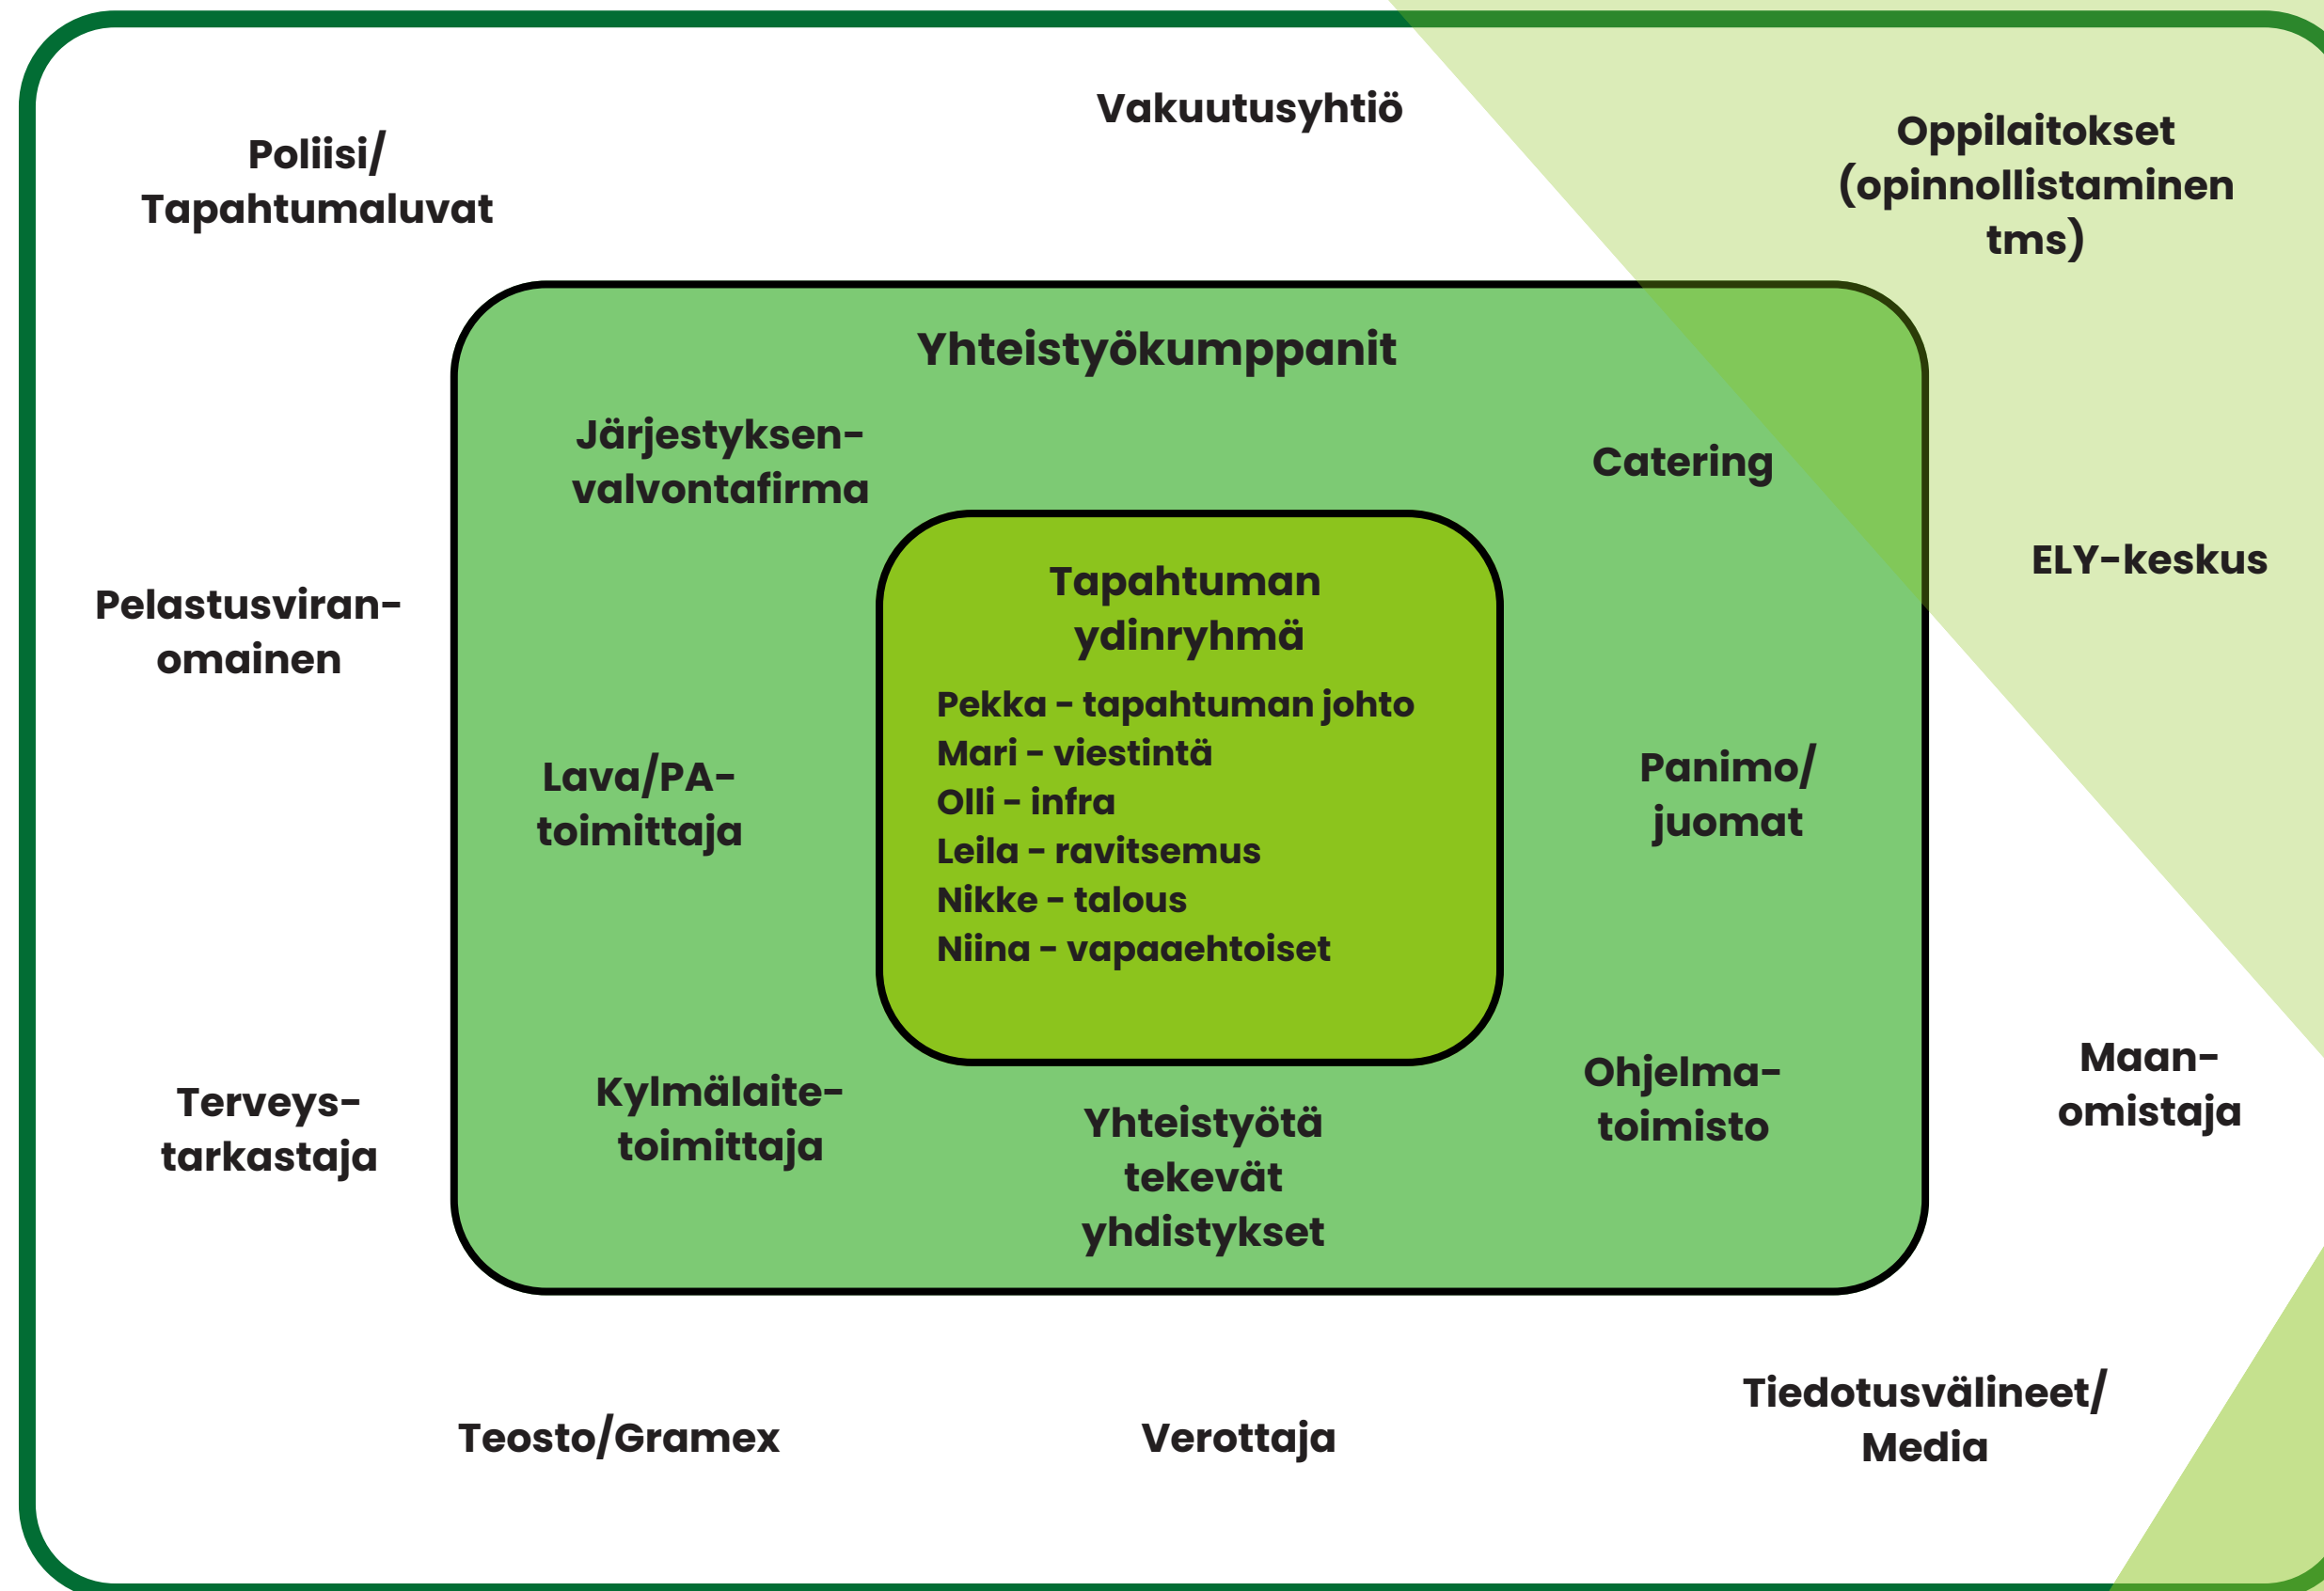 Vakuutusyhtiö
Poliisi/
Tapahtumaluvat
Oppilaitokset
(opinnollistaminen
tms)
Yhteistyökumppanit
Järjestyksen-
valvontafirma
Catering
ELY-keskus
Pelastusviran-
omainen
Tapahtuman
ydinryhmä
Pekka - tapahtuman johto
Mari - viestintä
Olli - infra
Leila - ravitsemus
Nikke - talous
Niina - vapaaehtoiset
Lava/PA-
toimittaja
Panimo/
juomat
Terveys-
tarkastaja
Kylmälaite-
toimittaja
Yhteistyötä
tekevät
yhdistykset
Ohjelma-
toimisto
Maan-
omistaja
Teosto/Gramex
Verottaja
Tiedotusvälineet/
Media